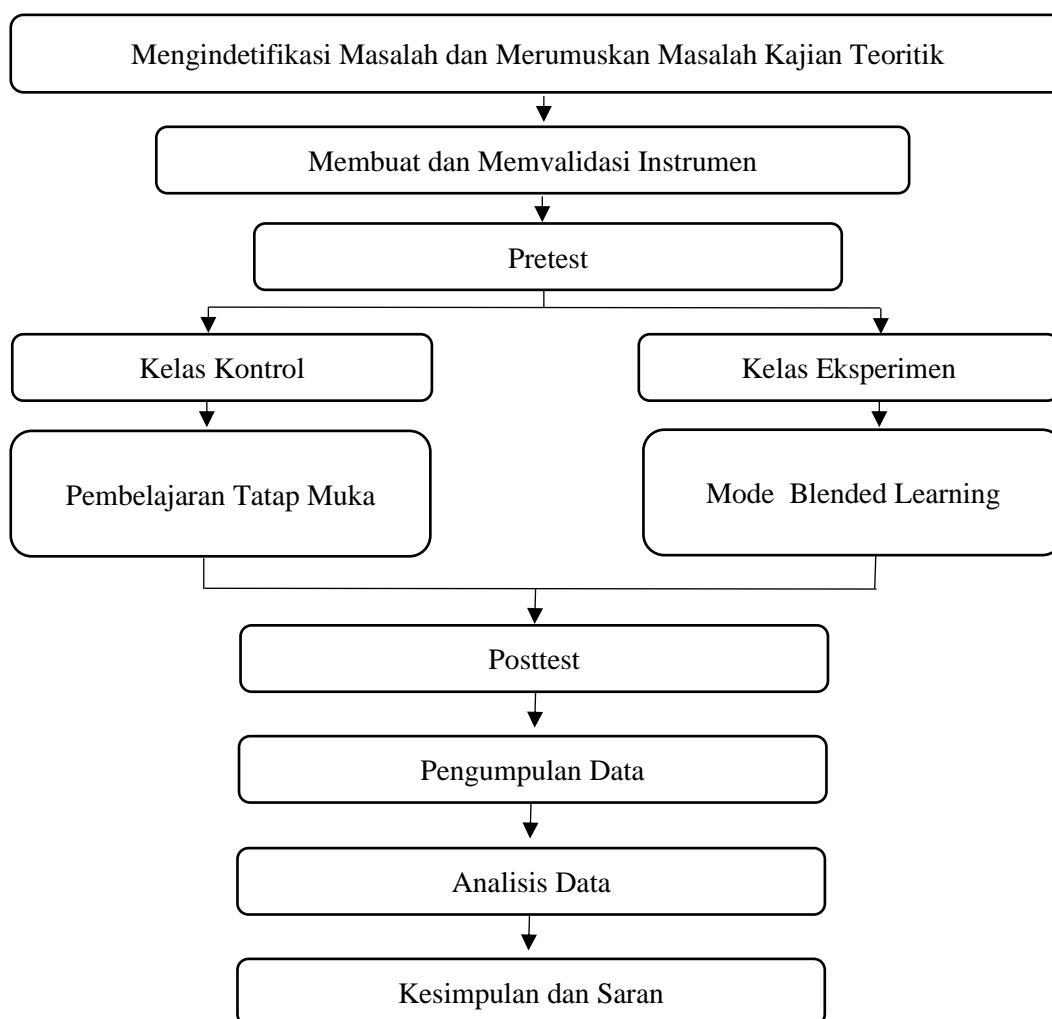 Mengindetifikasi Masalah dan Merumuskan Masalah Kajian Teoritik
Membuat dan Memvalidasi Instrumen
Pretest
Kelas Kontrol
Kelas Eksperimen
Pembelajaran Tatap Muka
Mode Blended Learning
Posttest
Pengumpulan Data
Analisis Data
Kesimpulan dan Saran